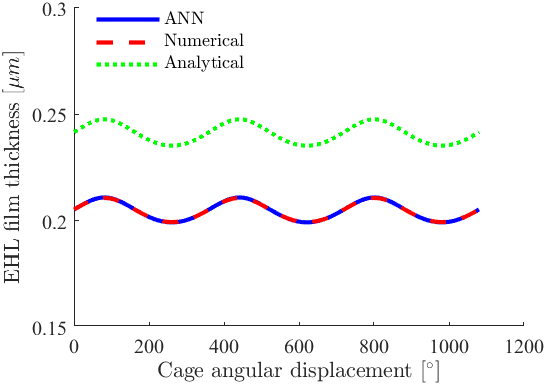 ANN
Numerical
Analytical
EHL film thickness [μm]
0.3
0.25
0.2
0.15
0 200 400 600 800 1000 1200
Cage angular displacement [°]